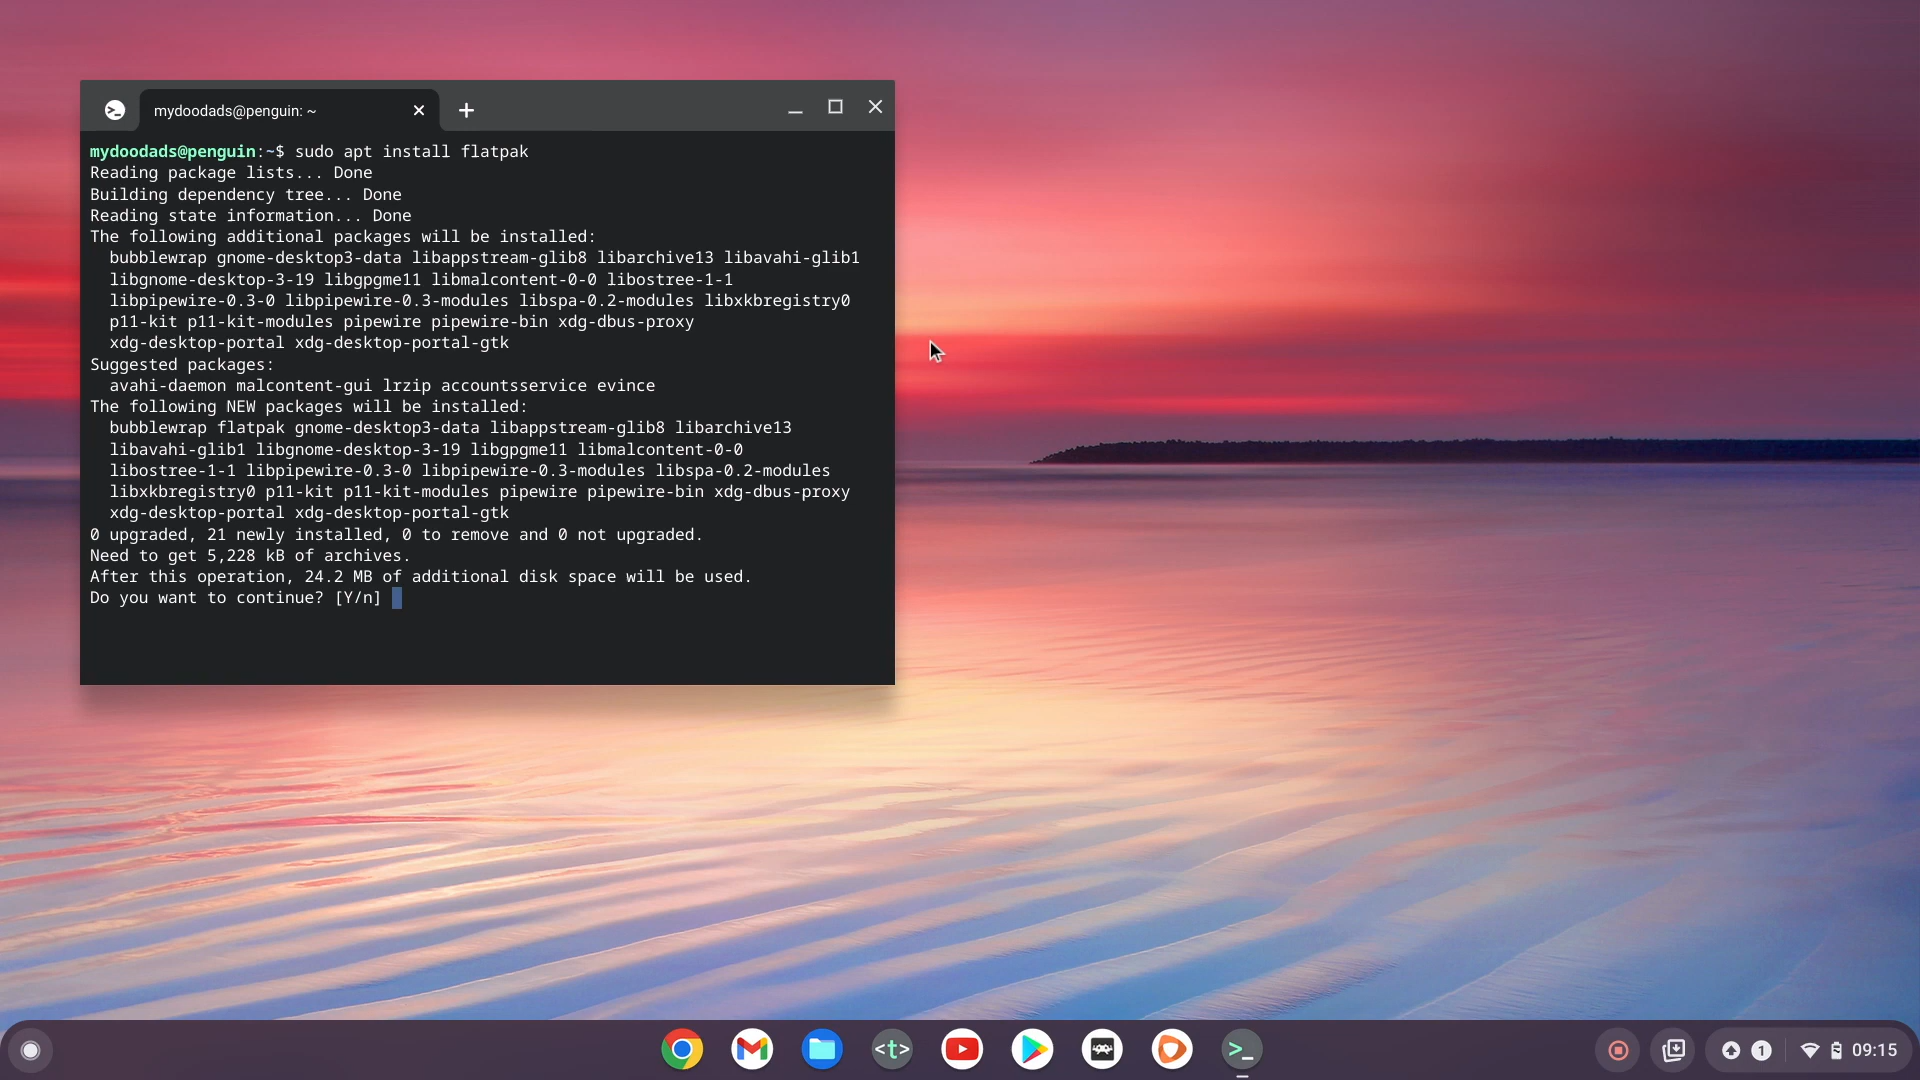 mydoodads@penguin: ~
mydoodads@penguin:~$ sudo apt install flatpak
Reading package lists... Done
Building dependency tree... Done
Reading state information... Done
The following additional packages will be installed:
  bubblewrap gnome-desktop3-data libappstream-glib8 libarchive13 libavahi-glib1
  libgnome-desktop-3-19 libgpgme11 libmalcontent-0-0 libostree-1-1
  libpipewire-0.3-0 libpipewire-0.3-modules libspa-0.2-modules libxkbregistry0
  p11-kit p11-kit-modules pipewire pipewire-bin xdg-dbus-proxy
  xdg-desktop-portal xdg-desktop-portal-gtk
Suggested packages:
  avahi-daemon malcontent-gui lrzip accountsservice evince
The following NEW packages will be installed:
  bubblewrap flatpak gnome-desktop3-data libappstream-glib8 libarchive13
  libavahi-glib1 libgnome-desktop-3-19 libgpgme11 libmalcontent-0-0
  libostree-1-1 libpipewire-0.3-0 libpipewire-0.3-modules libspa-0.2-modules
  libxkbregistry0 p11-kit p11-kit-modules pipewire pipewire-bin xdg-dbus-proxy
  xdg-desktop-portal xdg-desktop-portal-gtk
0 upgraded, 21 newly installed, 0 to remove and 0 not upgraded.
Need to get 5,228 kB of archives.
After this operation, 24.2 MB of additional disk space will be used.
Do you want to continue? [Y/n]
<t> >_ 1 09:15